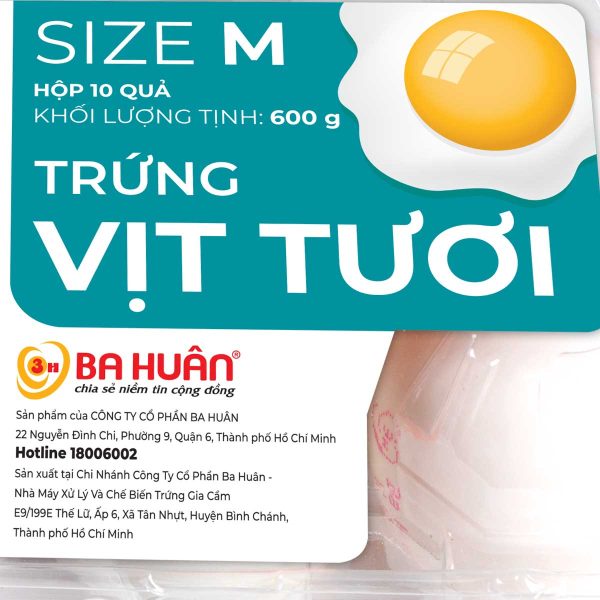 SIZE M
HỘP 10 QUẢ
KHỐI LƯỢNG TỊNH: 600 g
TRỨNG
VỊT TƯƠI
3H BA HUÂN®
chia sẻ niềm tin cộng đồng
Sản phẩm của CÔNG TY CỔ PHẦN BA HUÂN
22 Nguyễn Đình Chi, Phường 9, Quận 6, Thành phố Hồ Chí Minh
Hotline 18006002
Sản xuất tại Chi Nhánh Công Ty Cổ Phần Ba Huân -
Nhà Máy Xử Lý Và Chế Biến Trứng Gia Cầm
E9/199E Thế Lữ, Ấp 6, Xã Tân Nhựt, Huyện Bình Chánh,
Thành phố Hồ Chí Minh